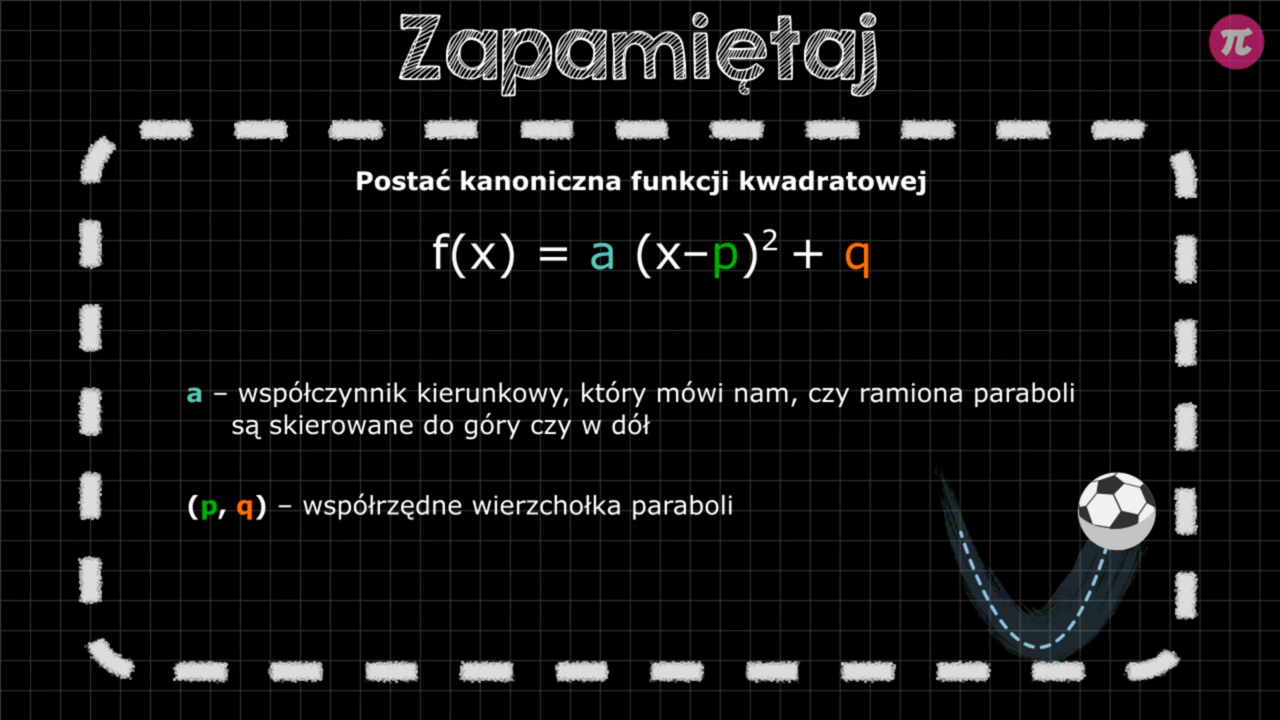 Zapamiętaj
π
Postać kanoniczna funkcji kwadratowej
f(x) = a (x–p)² + q
a – współczynnik kierunkowy, który mówi nam, czy ramiona paraboli
są skierowane do góry czy w dół
(p, q) – współrzędne wierzchołka paraboli